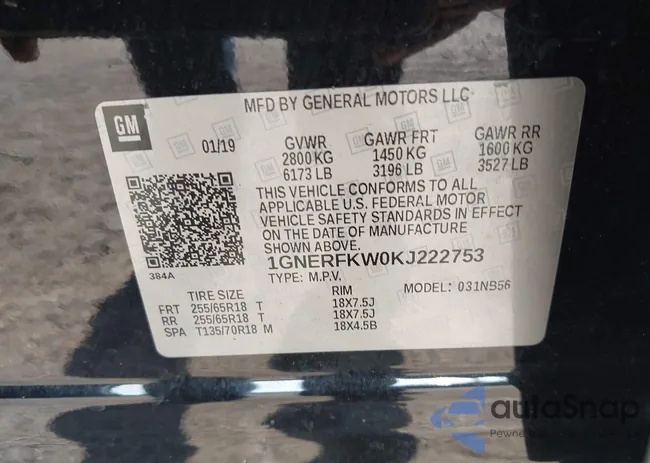 MFD BY GENERAL MOTORS LLC
GM
01/19 GVWR GAWR FRT GAWR RR
2800KG 1450 KG 1600 KG
6173 LB 3196 LB 3527 LB
THIS VEHICLE CONFORMS TO ALL
APPLICABLE U.S. FEDERAL MOTOR
VEHICLE SAFETY STANDARDS IN EFFECT
ON THE DATE OF MANUFACTURE
SHOWN ABOVE.
384A
1GNERFKW0KJ222753
TYPE: M.P.V. MODEL: 031NB56
TIRE SIZE RIM
FRT 255/65R18 T 18X7.5J
RR 255/65R18 T 18X7.5J
SPA T135/70R18 M 18X4.5B
autoSnap